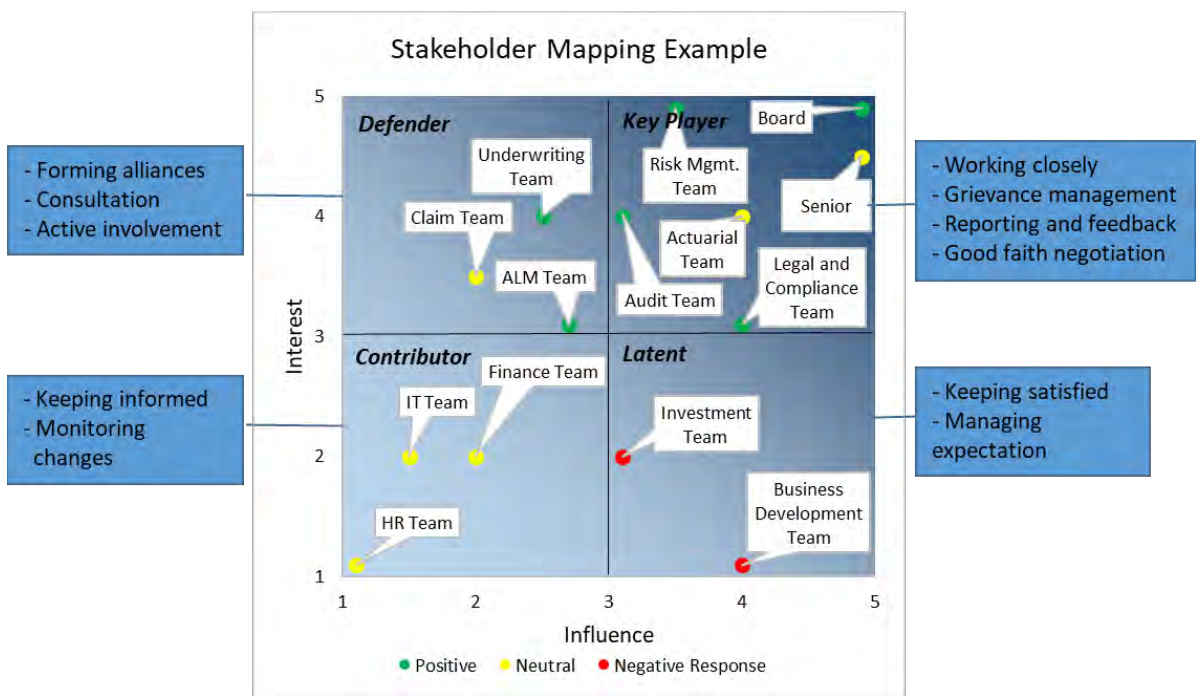 Stakeholder Mapping Example
5
4
3
2
1
Interest
1
2
3
4
5
Influence
Defender
Underwriting
Team
Claim Team
ALM Team
Key Player
Board
Risk Mgmt.
Team
Senior
Actuarial
Team
Audit Team
Legal and
Compliance
Team
Contributor
Finance Team
IT Team
HR Team
Latent
Investment
Team
Business
Development
Team
Positive
Neutral
Negative Response
- Forming alliances
- Consultation
- Active involvement
- Working closely
- Grievance management
- Reporting and feedback
- Good faith negotiation
- Keeping informed
- Monitoring
changes
- Keeping satisfied
- Managing
expectation